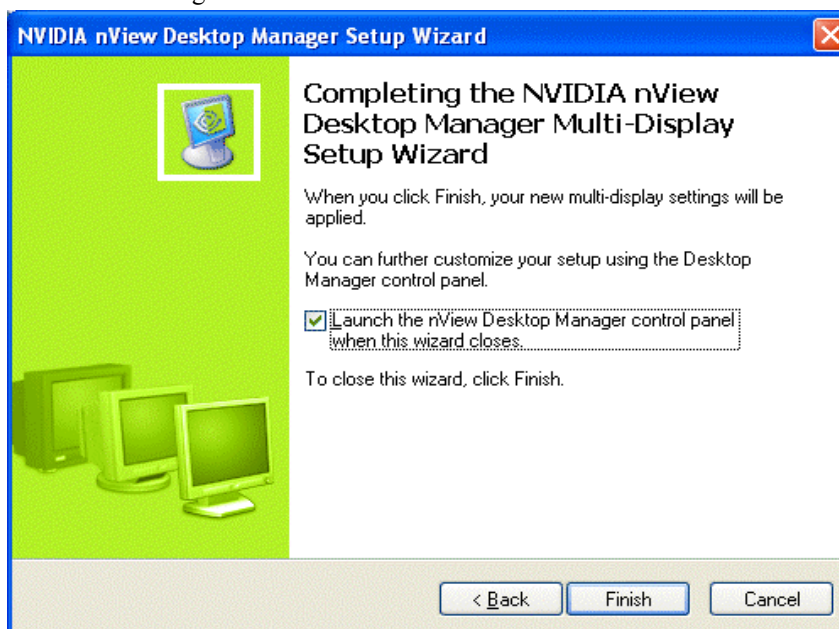 NVIDIA nView Desktop Manager Setup Wizard
Completing the NVIDIA nView
Desktop Manager Multi-Display
Setup Wizard
When you click Finish, your new multi-display settings will be
applied.
You can further customize your setup using the Desktop
Manager control panel.
Launch the nView Desktop Manager control panel
when this wizard closes.
To close this wizard, click Finish.
< Back
Finish
Cancel